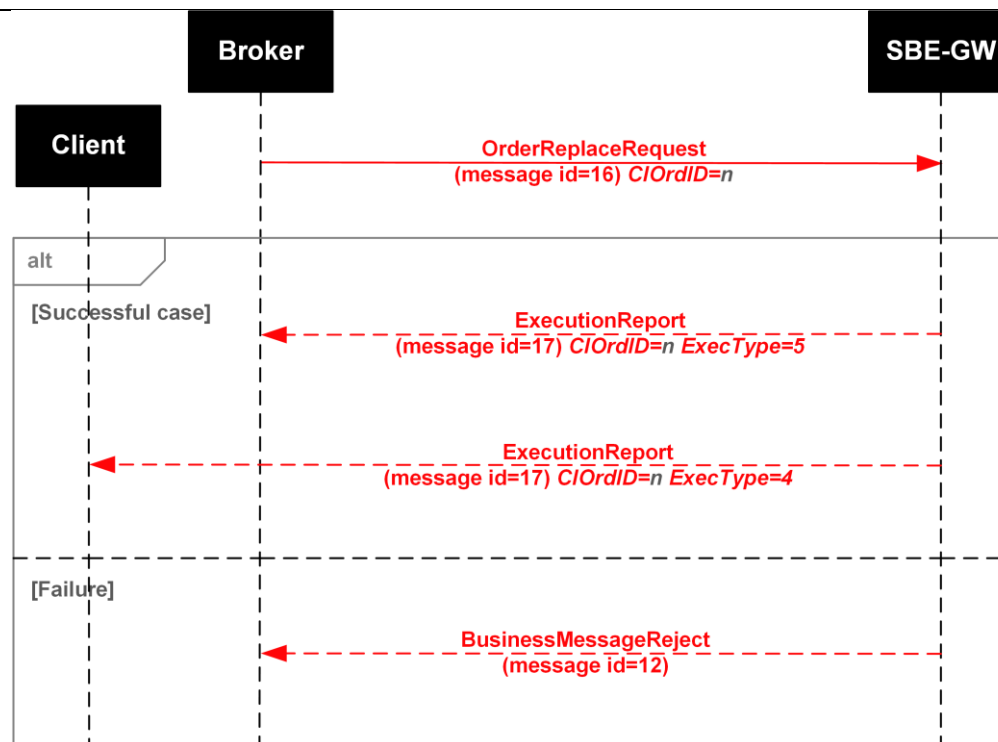 Broker
SBE-GW
Client
OrderReplaceRequest
(message id=16) ClOrdID=n
alt
[Successful case]
ExecutionReport
(message id=17) ClOrdID=n ExecType=5
ExecutionReport
(message id=17) ClOrdID=n ExecType=4
[Failure]
BusinessMessageReject
(message id=12)